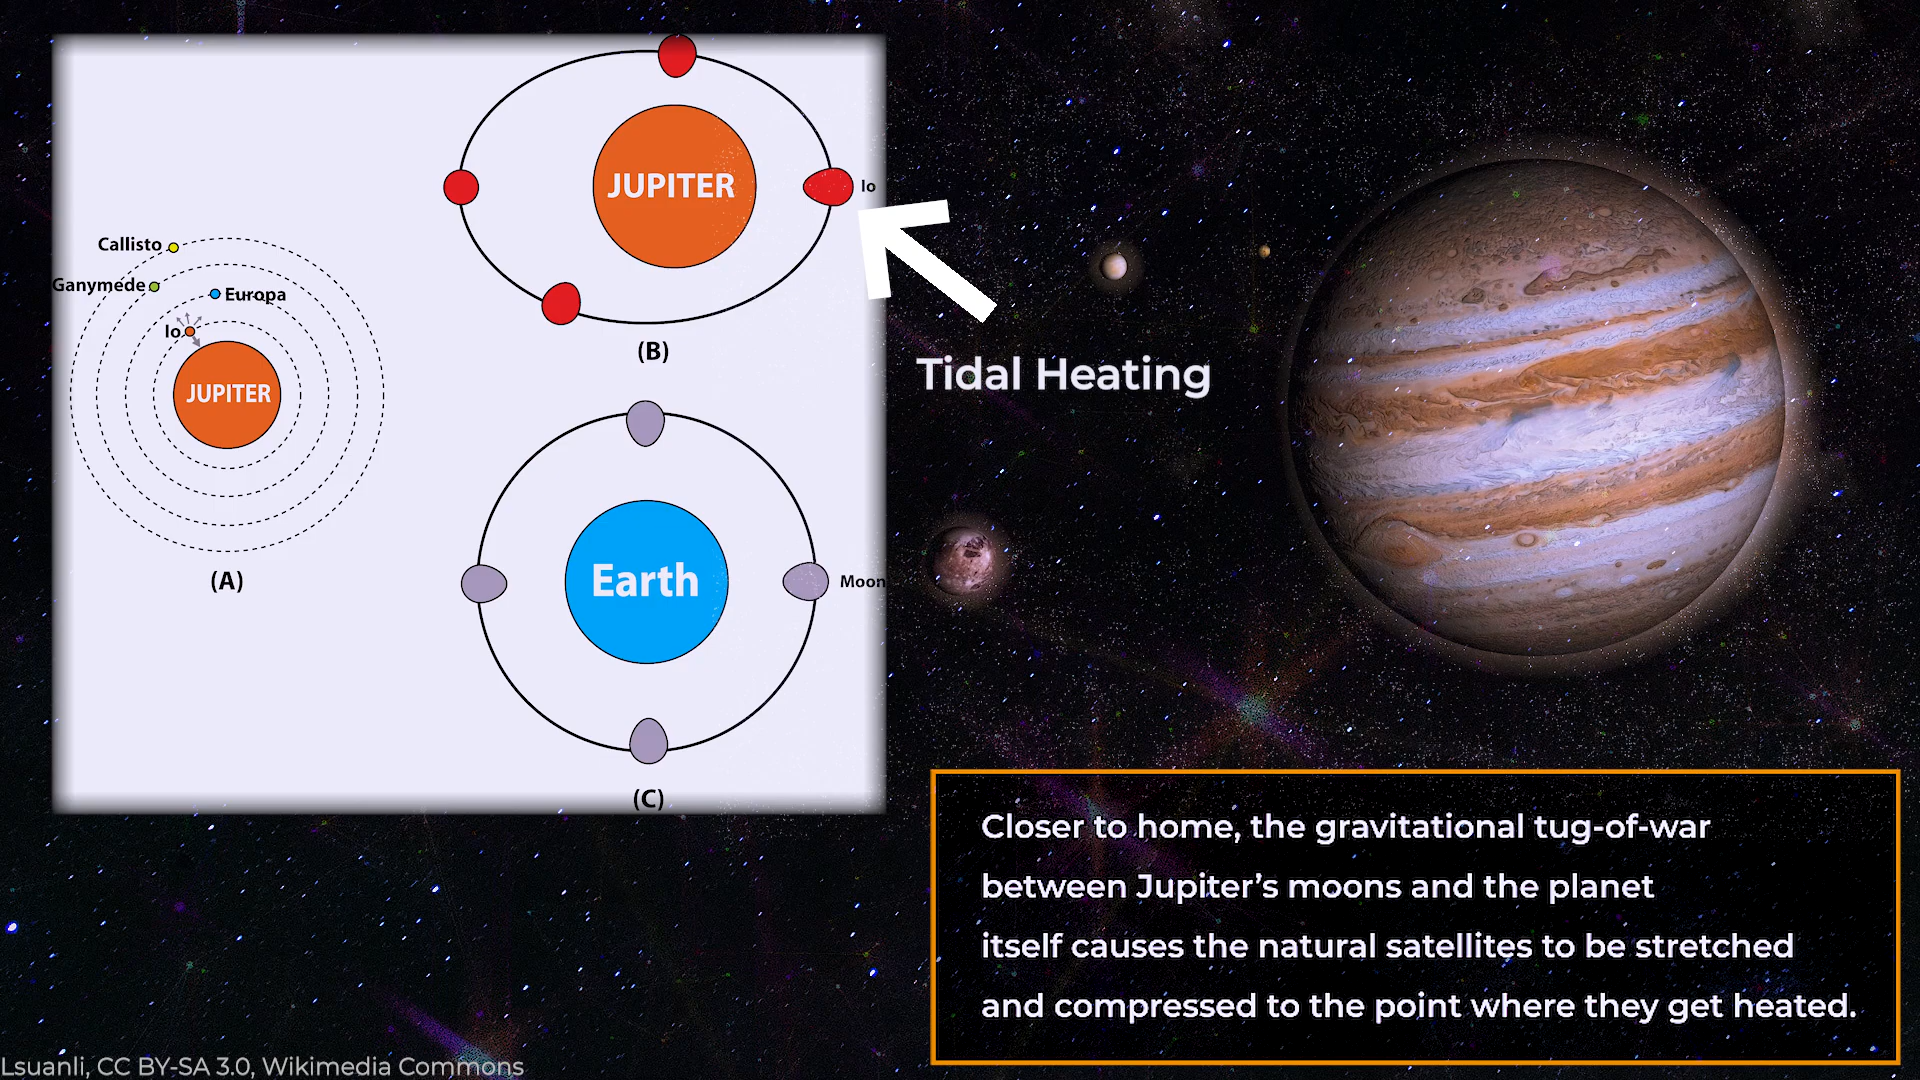 Io
JUPITER
(B)
Callisto
Ganymede
Europa
Io
JUPITER
(A)
Tidal Heating
Earth
Moon
(C)
Closer to home, the gravitational tug-of-war
between Jupiter’s moons and the planet
itself causes the natural satellites to be stretched
and compressed to the point where they get heated.
Lsuanli, CC BY-SA 3.0, Wikimedia Commons